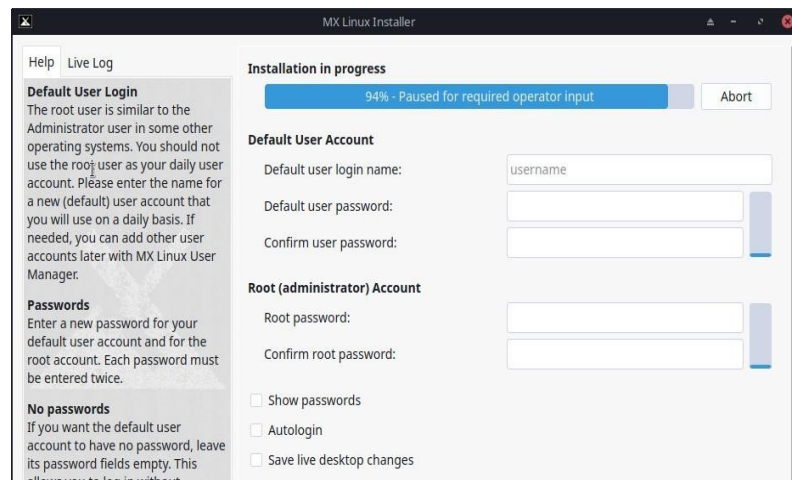 MX Linux Installer
Help
Live Log
Default User Login
The root user is similar to the
Administrator user in some other
operating systems. You should not
use the root user as your daily user
account. Please enter the name for
a new (default) user account that
you will use on a daily basis. If
needed, you can add other user
accounts later with MX Linux User
Manager.
Passwords
Enter a new password for your
default user account and for the
root account. Each password must
be entered twice.
No passwords
If you want the default user
account to have no password, leave
its password fields empty. This
allows you to log in without
Installation in progress
94% - Paused for required operator input
Abort
Default User Account
Default user login name:
username
Default user password:
Confirm user password:
Root (administrator) Account
Root password:
Confirm root password:
Show passwords
Autologin
Save live desktop changes